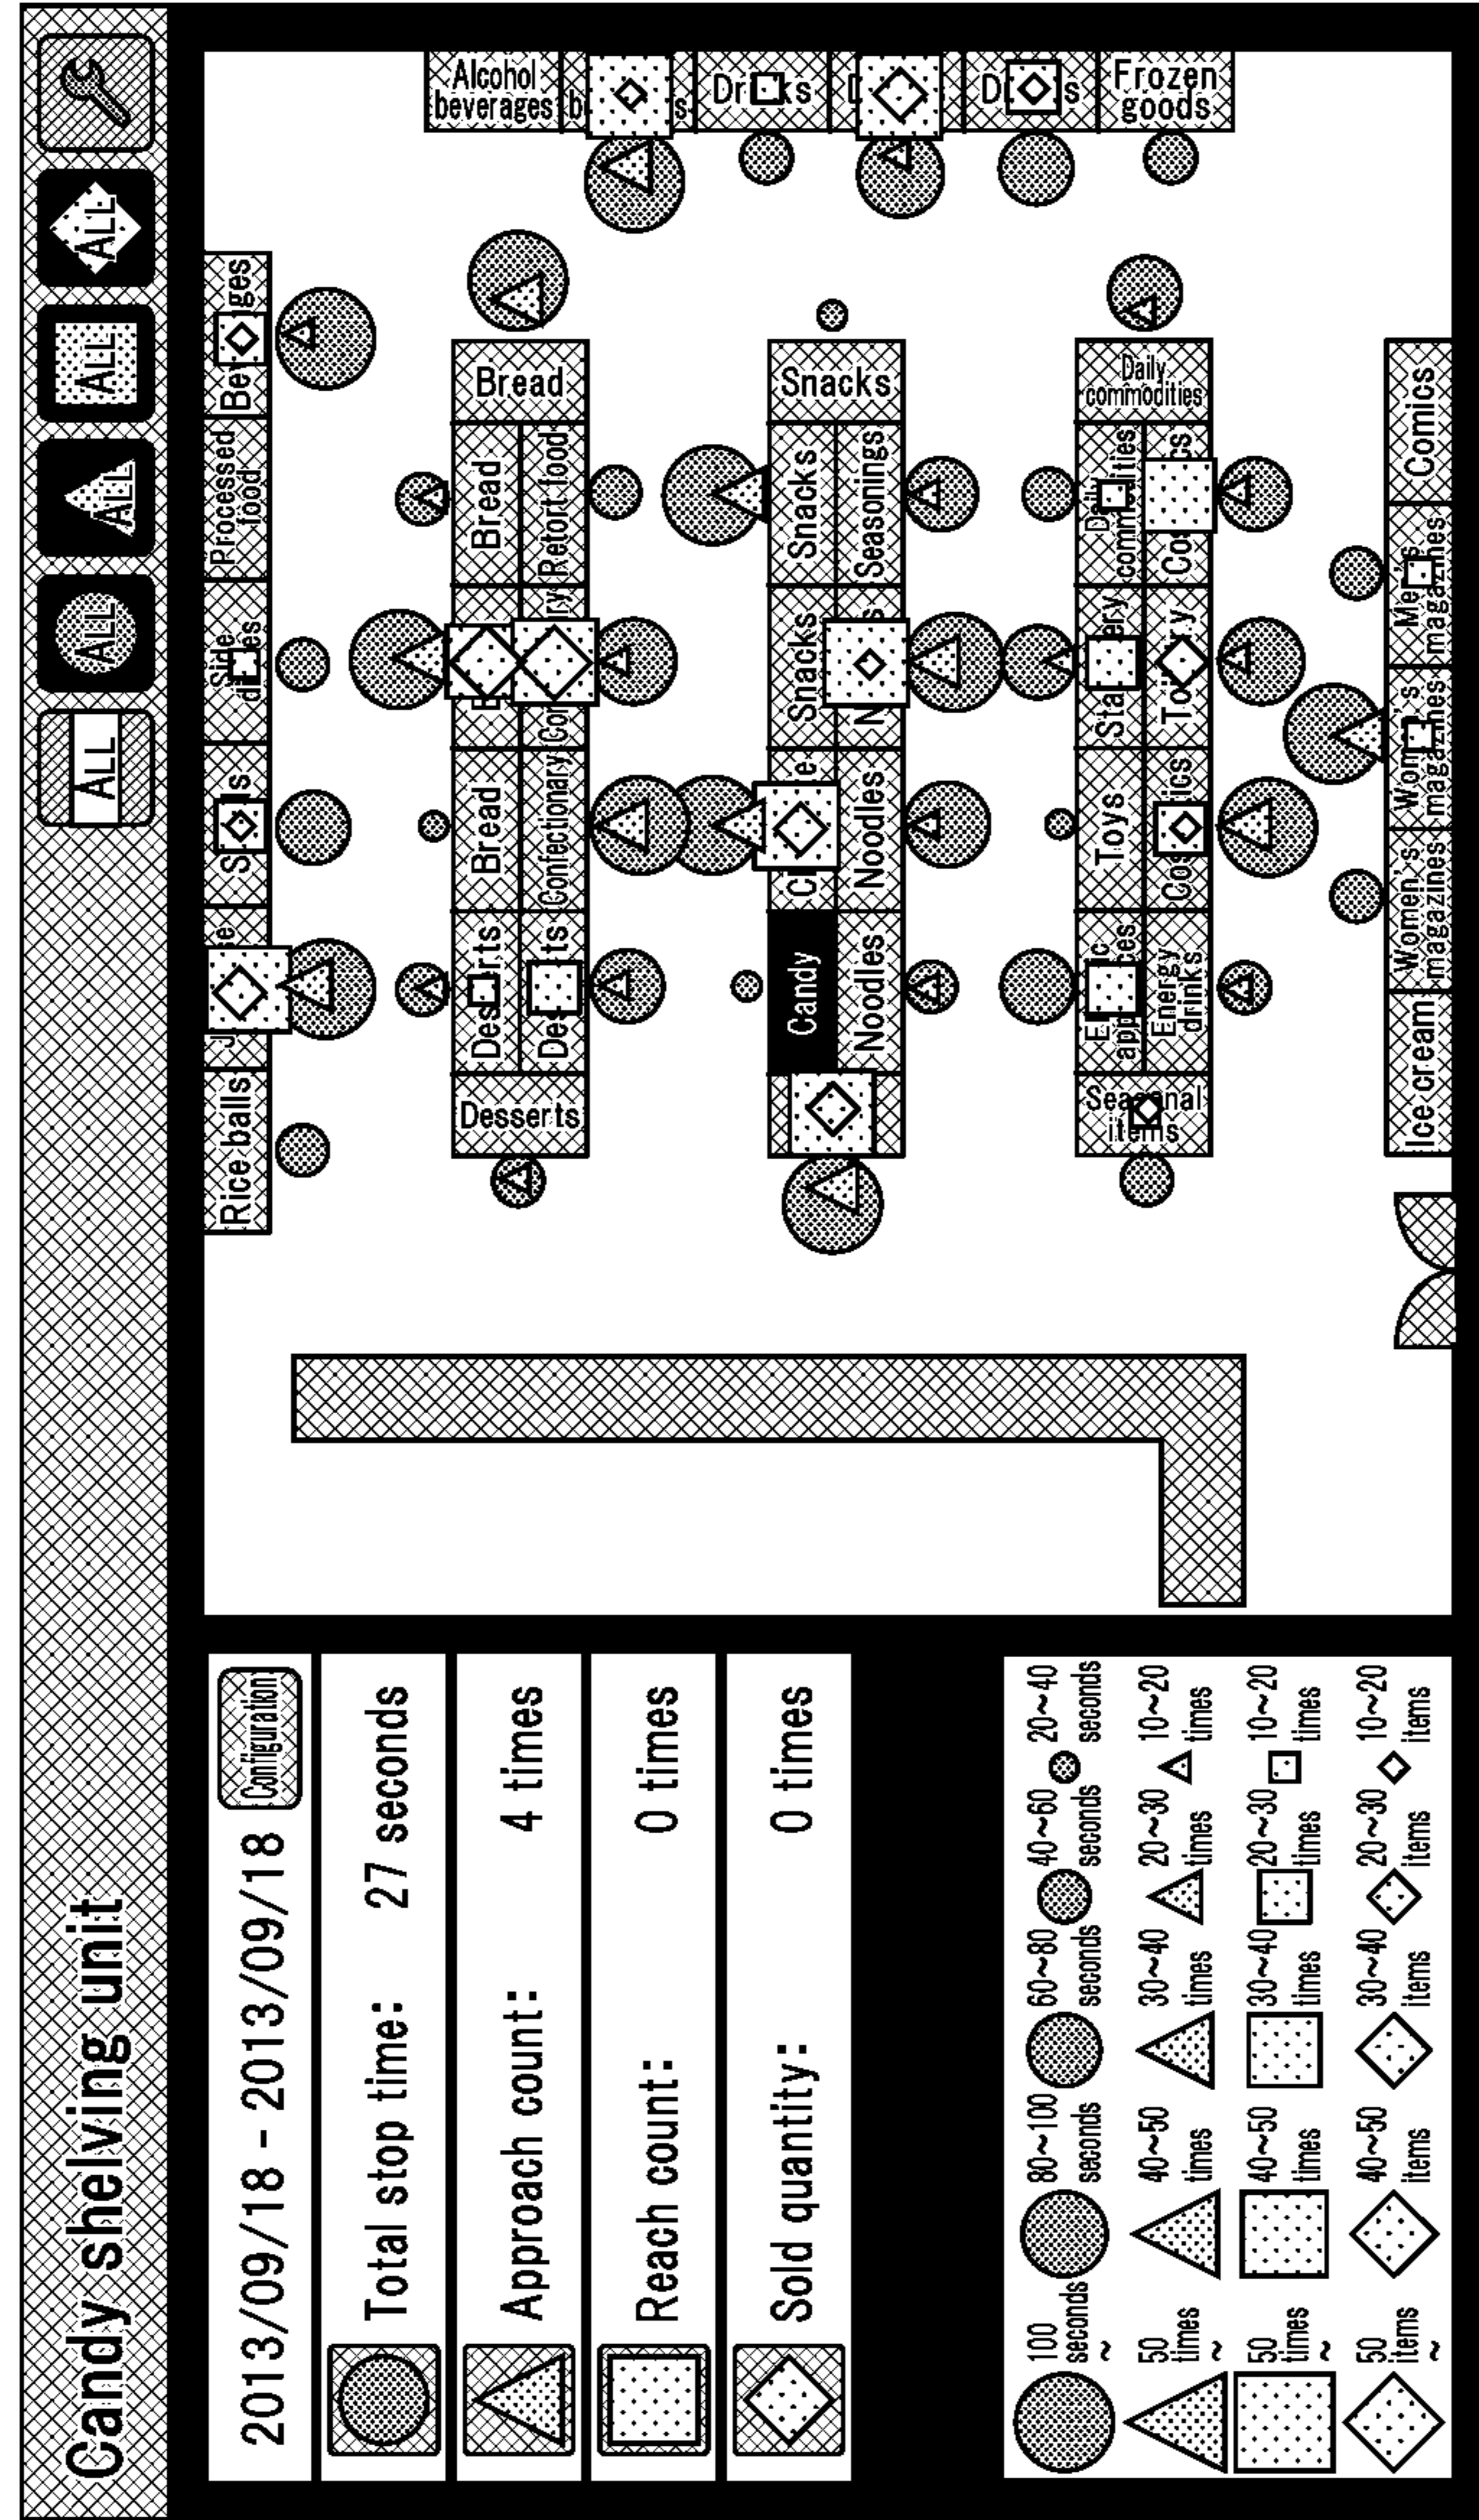 Candy shelving unit
ALL
ALL
ALL
ALL
ALL
2013/09/18 - 2013/09/18
Configuration
Total stop time: 27 seconds
Approach count: 4 times
Reach count: 0 times
Sold quantity: 0 times
100 seconds ~
80~100 seconds
60~80 seconds
40~60 seconds
20~40 seconds
50 times ~
40~50 times
30~40 times
20~30 times
10~20 times
50 times ~
40~50 times
30~40 times
20~30 times
10~20 times
50 items ~
40~50 items
30~40 items
20~30 items
10~20 items
Rice balls
Side
Processed
food
Alcohol
beverages
Desserts
Bread
Bread
Bread
Confectionary
Retort food
Candy
Snacks
Snacks
Snacks
Noodles
Noodles
Seasonings
Frozen
goods
Toys
Daily
commodities
items
Energy
drinks
Ice cream
Women's
magazines
magazines
magazines
Comics